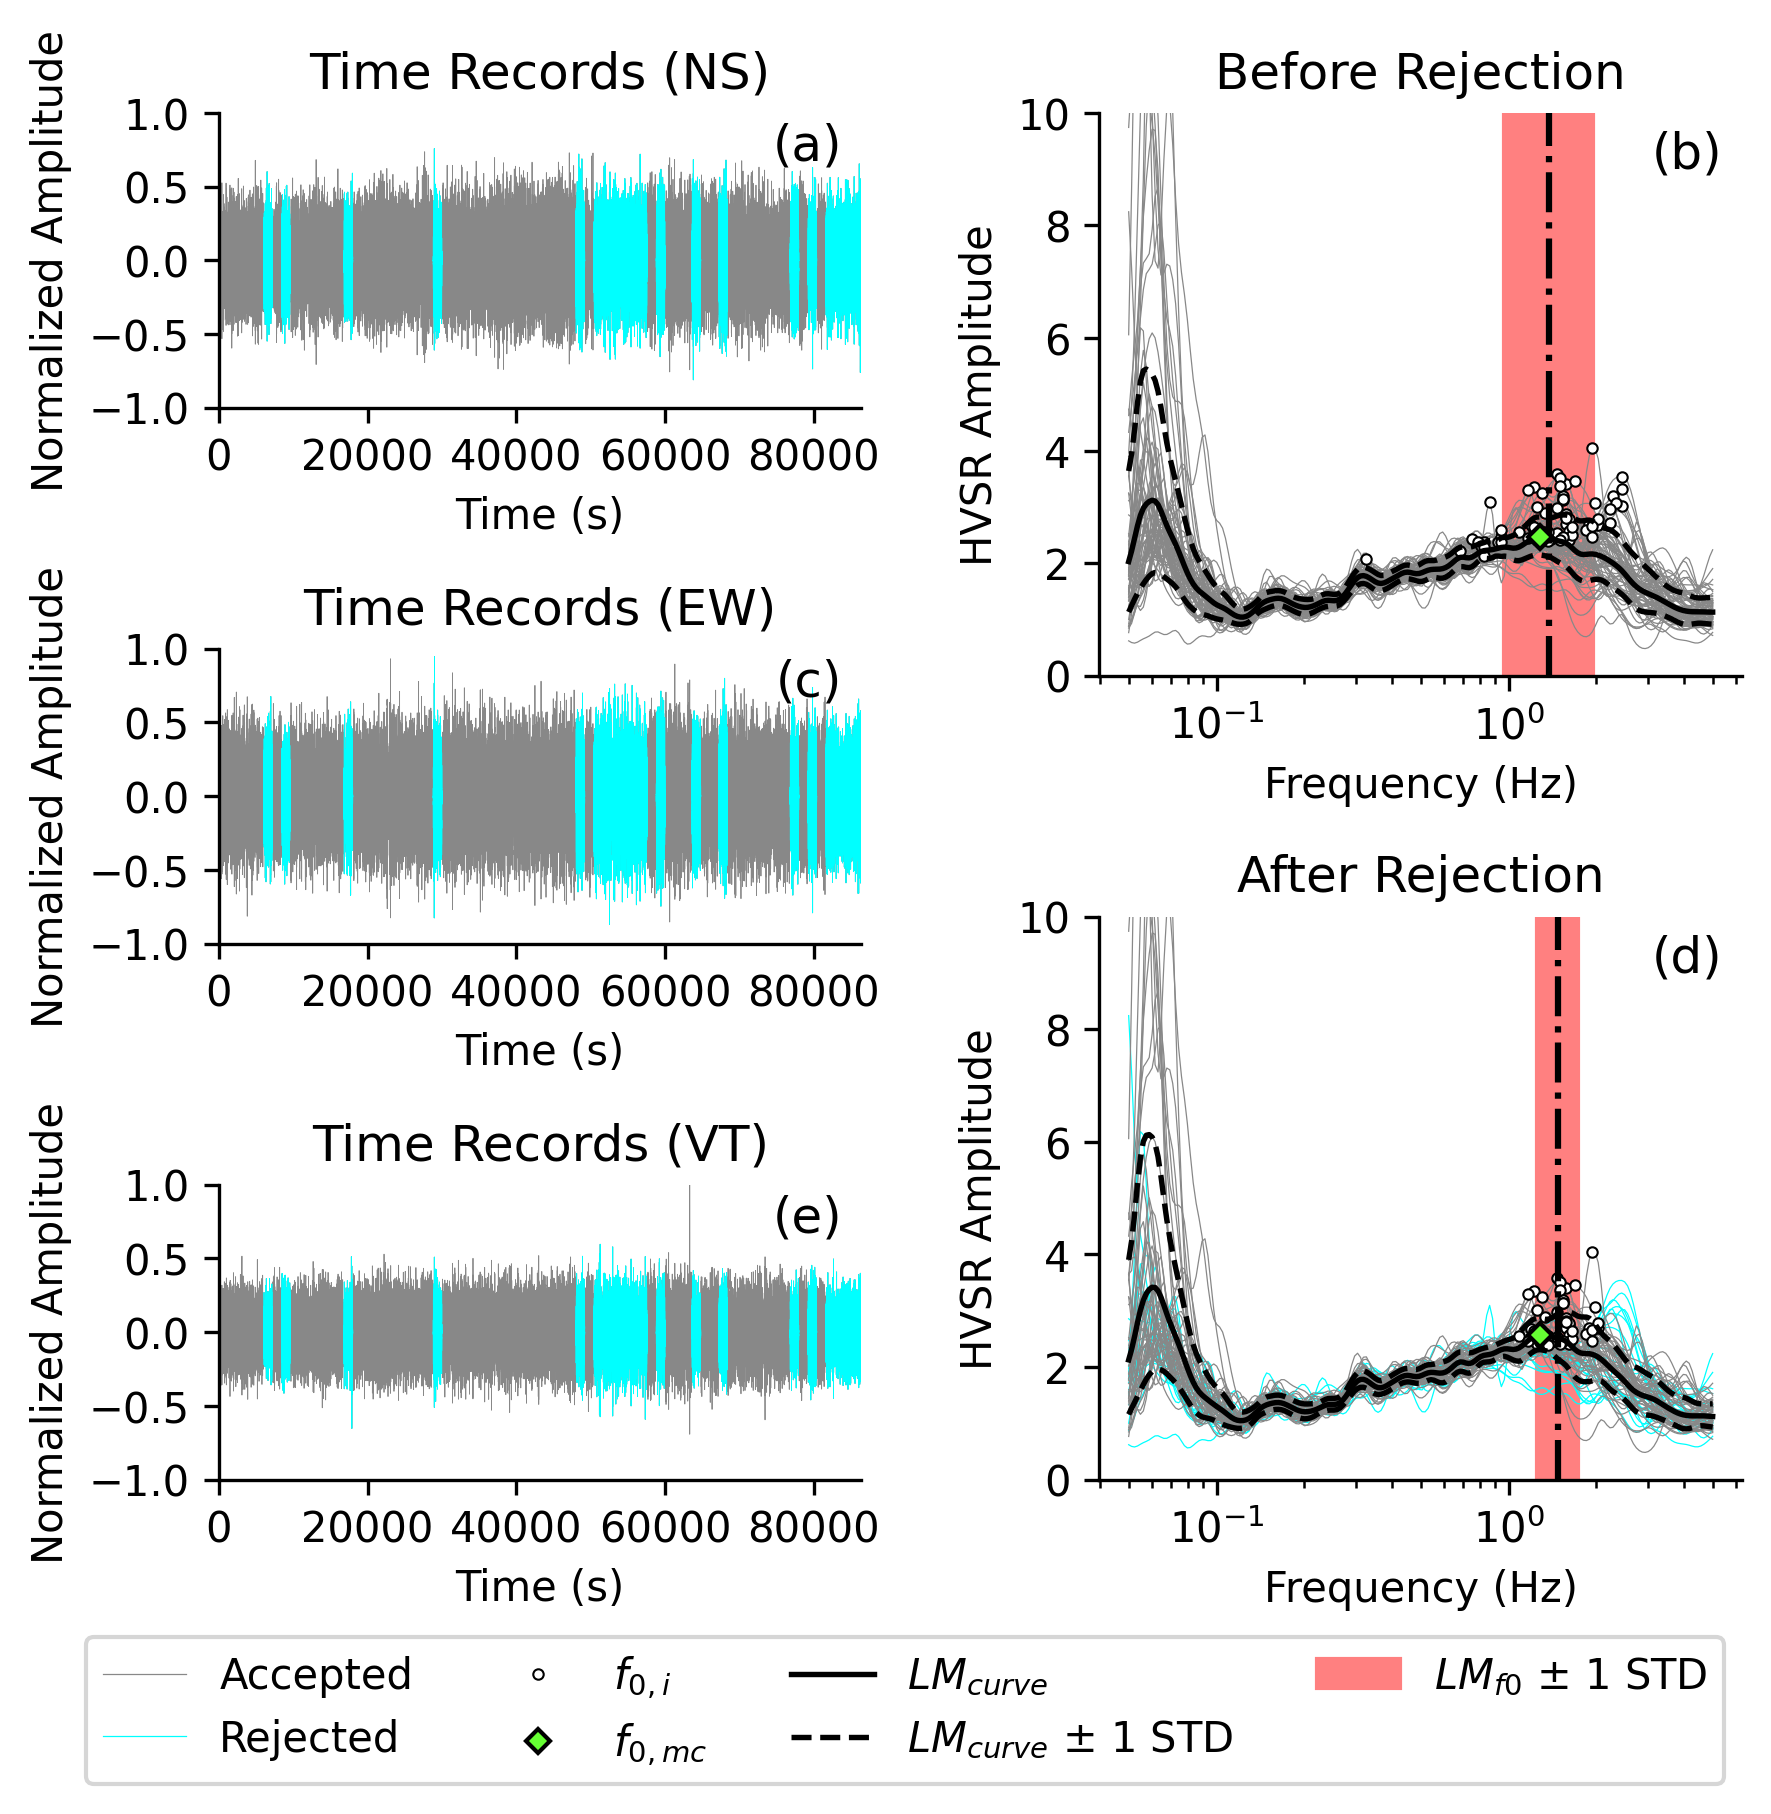 Time Records (NS)
Normalized Amplitude
1.0
0.5
0.0
−0.5
−1.0
(a)
0 20000 40000 60000 80000
Time (s)
Before Rejection
HVSR Amplitude
10
8
6
4
2
0
(b)
10⁻¹ 10⁰
Frequency (Hz)
Time Records (EW)
Normalized Amplitude
1.0
0.5
0.0
−0.5
−1.0
(c)
0 20000 40000 60000 80000
Time (s)
After Rejection
HVSR Amplitude
10
8
6
4
2
0
(d)
10⁻¹ 10⁰
Frequency (Hz)
Time Records (VT)
Normalized Amplitude
1.0
0.5
0.0
−0.5
−1.0
(e)
0 20000 40000 60000 80000
Time (s)
Accepted
Rejected
f0,i
f0,mc
LMcurve
LMcurve ± 1 STD
LMf0 ± 1 STD